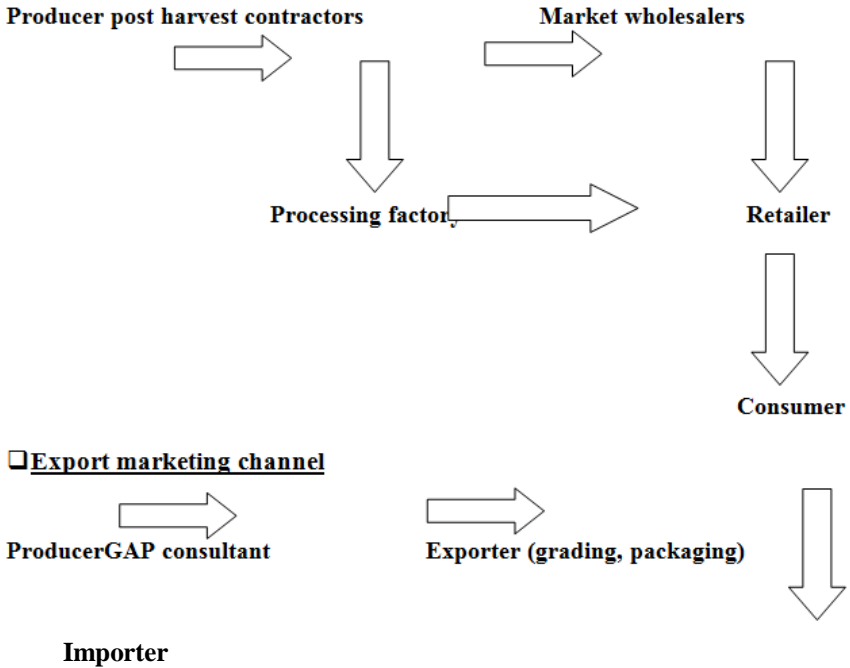 Producer post harvest contractors Market wholesalers
Processing factory Retailer
Consumer
❑Export marketing channel
ProducerGAP consultant Exporter (grading, packaging)
Importer